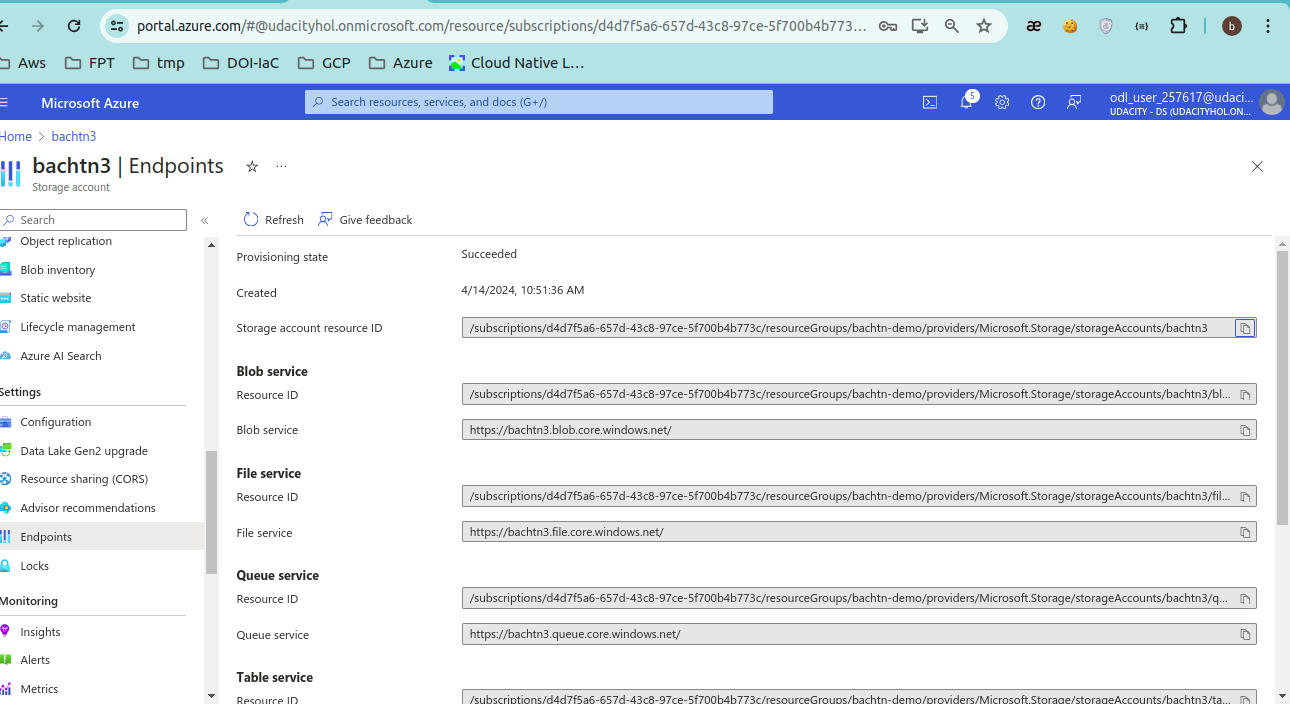 portal.azure.com/#@udacityhol.onmicrosoft.com/resource/subscriptions/d4d7f5a6-657d-43c8-97ce-5f700b4b773...
b
Aws FPT tmp DOI-IaC GCP Azure Cloud Native L...
Microsoft Azure
Search resources, services, and docs (G+/)
5
odl_user_257617@udaci...
UDACITY - DS (UDACITYHOL.ON...
Home > bachtn3
bachtn3 | Endpoints
Storage account
Search
Refresh Give feedback
Object replication
Blob inventory
Static website
Lifecycle management
Azure AI Search
Settings
Configuration
Data Lake Gen2 upgrade
Resource sharing (CORS)
Advisor recommendations
Endpoints
Locks
Monitoring
Insights
Alerts
Metrics
Provisioning state Succeeded
Created 4/14/2024, 10:51:36 AM
Storage account resource ID /subscriptions/d4d7f5a6-657d-43c8-97ce-5f700b4b773c/resourceGroups/bachtn-demo/providers/Microsoft.Storage/storageAccounts/bachtn3
Blob service
Resource ID /subscriptions/d4d7f5a6-657d-43c8-97ce-5f700b4b773c/resourceGroups/bachtn-demo/providers/Microsoft.Storage/storageAccounts/bachtn3/bl...
Blob service https://bachtn3.blob.core.windows.net/
File service
Resource ID /subscriptions/d4d7f5a6-657d-43c8-97ce-5f700b4b773c/resourceGroups/bachtn-demo/providers/Microsoft.Storage/storageAccounts/bachtn3/fil...
File service https://bachtn3.file.core.windows.net/
Queue service
Resource ID /subscriptions/d4d7f5a6-657d-43c8-97ce-5f700b4b773c/resourceGroups/bachtn-demo/providers/Microsoft.Storage/storageAccounts/bachtn3/q...
Queue service https://bachtn3.queue.core.windows.net/
Table service
Resource ID /subscriptions/d4d7f5a6-657d-43c8-97ce-5f700b4b773c/resourceGroups/bachtn-demo/providers/Microsoft.Storage/storageAccounts/bachtn3/ta...